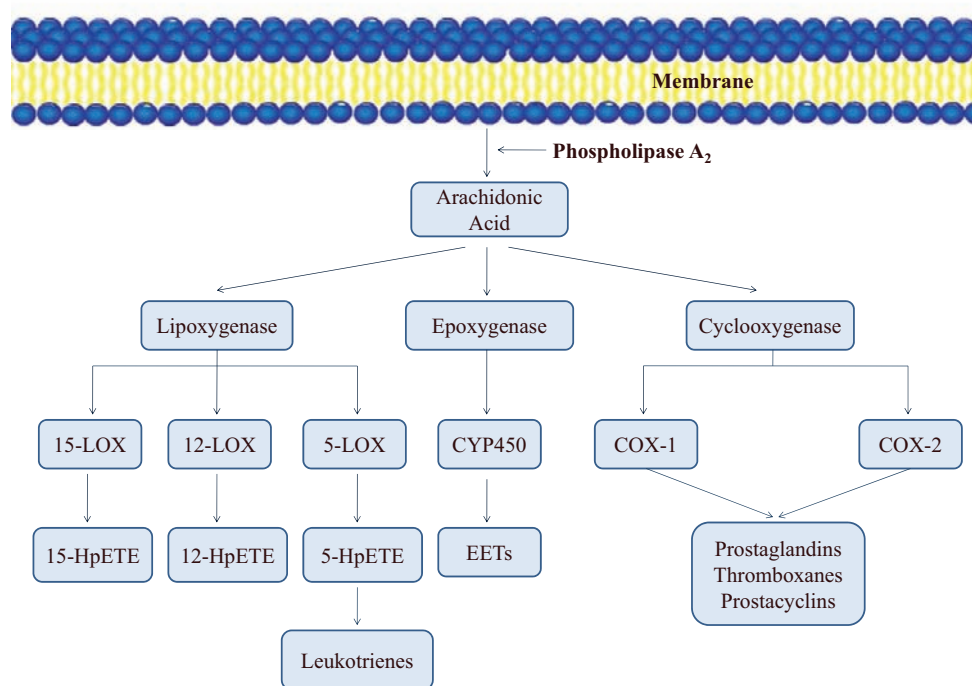 Membrane
Phospholipase A₂
Arachidonic
Acid
Lipoxygenase
Epoxygenase
Cyclooxygenase
15-LOX
12-LOX
5-LOX
CYP450
COX-1
COX-2
15-HpETE
12-HpETE
5-HpETE
EETs
Prostaglandins
Thromboxanes
Prostacyclins
Leukotrienes